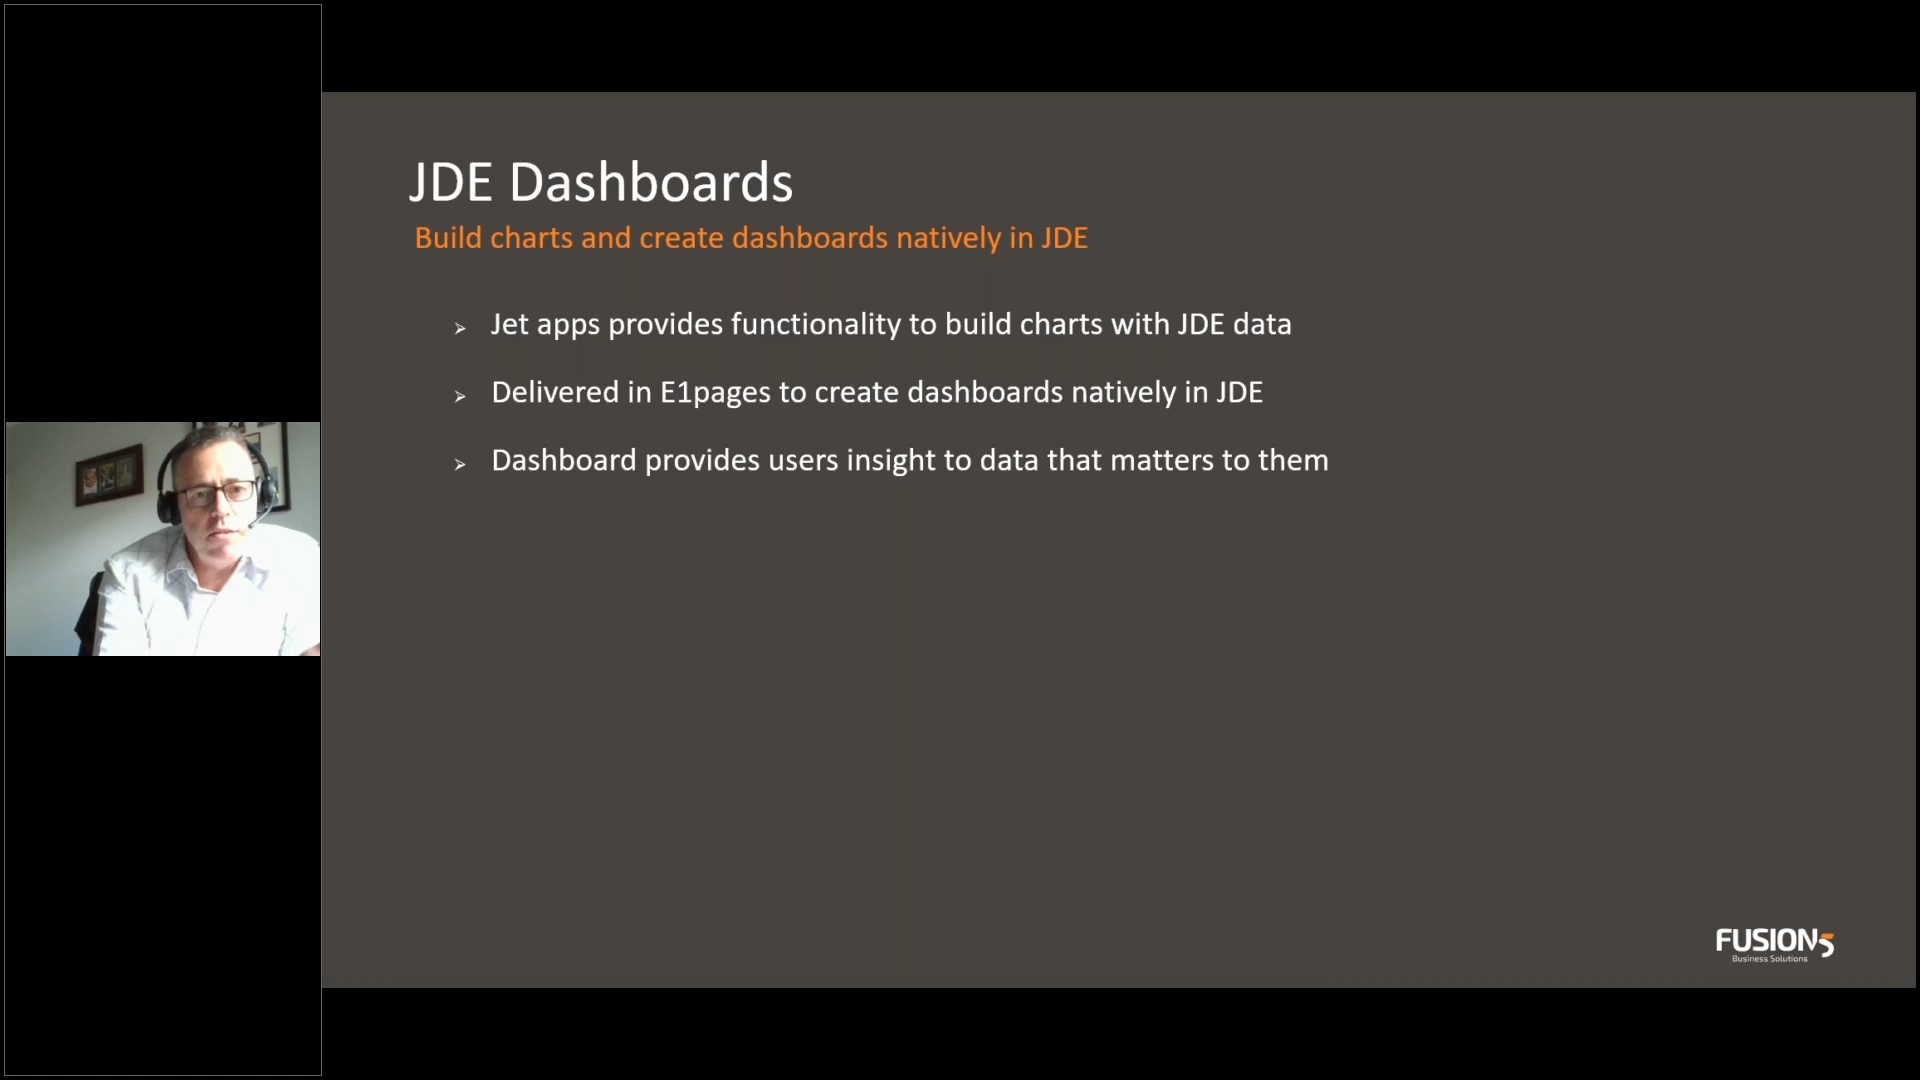 JDE Dashboards
Build charts and create dashboards natively in JDE
Jet apps provides functionality to build charts with JDE data
Delivered in E1pages to create dashboards natively in JDE
Dashboard provides users insight to data that matters to them
FUSION5
Business Solutions